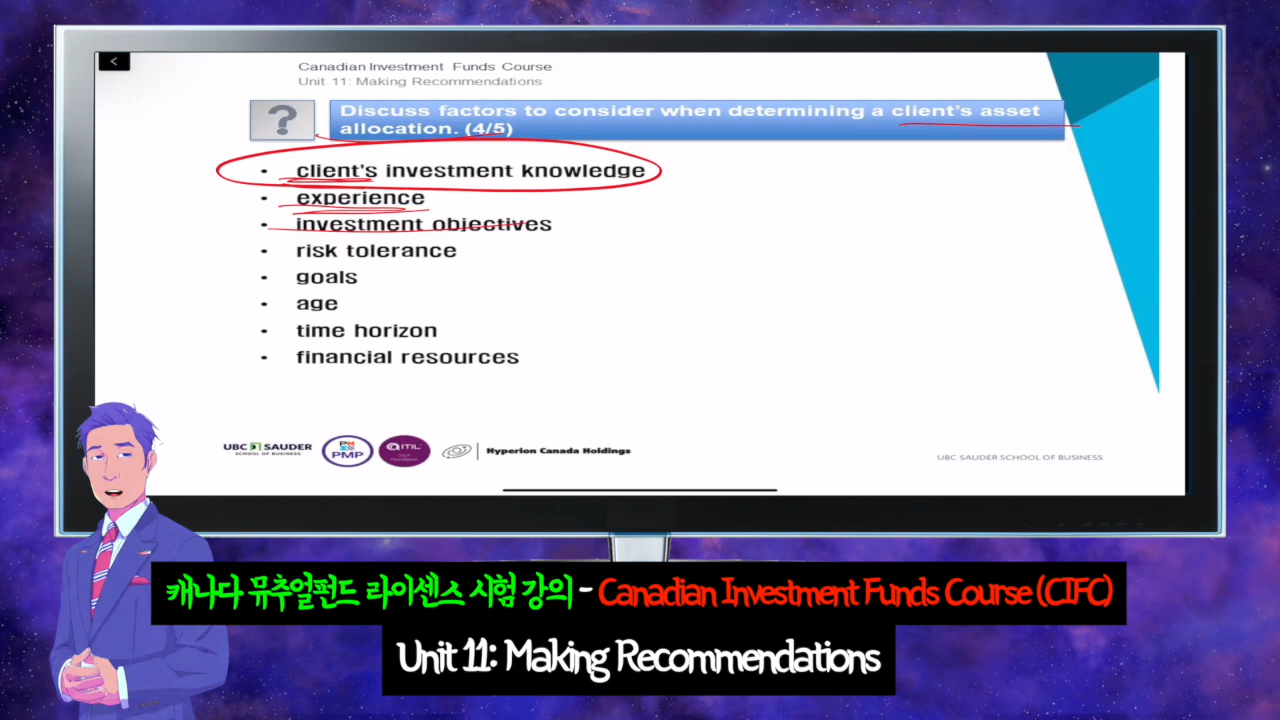 <
Canadian Investment Funds Course
Unit 11: Making Recommendations
?
Discuss factors to consider when determining a client's asset
allocation. (4/5)
• client's investment knowledge
• experience
• investment objectives
• risk tolerance
• goals
• age
• time horizon
• financial resources
UBC SAUDER
SCHOOL OF BUSINESS
PMP
ITIL
Hyperion Canada Holdings
UBC SAUDER SCHOOL OF BUSINESS
캐나다 뮤추얼펀드 라이센스 시험 강의 - Canadian Investment Funds Course (CIFC)
Unit 11: Making Recommendations